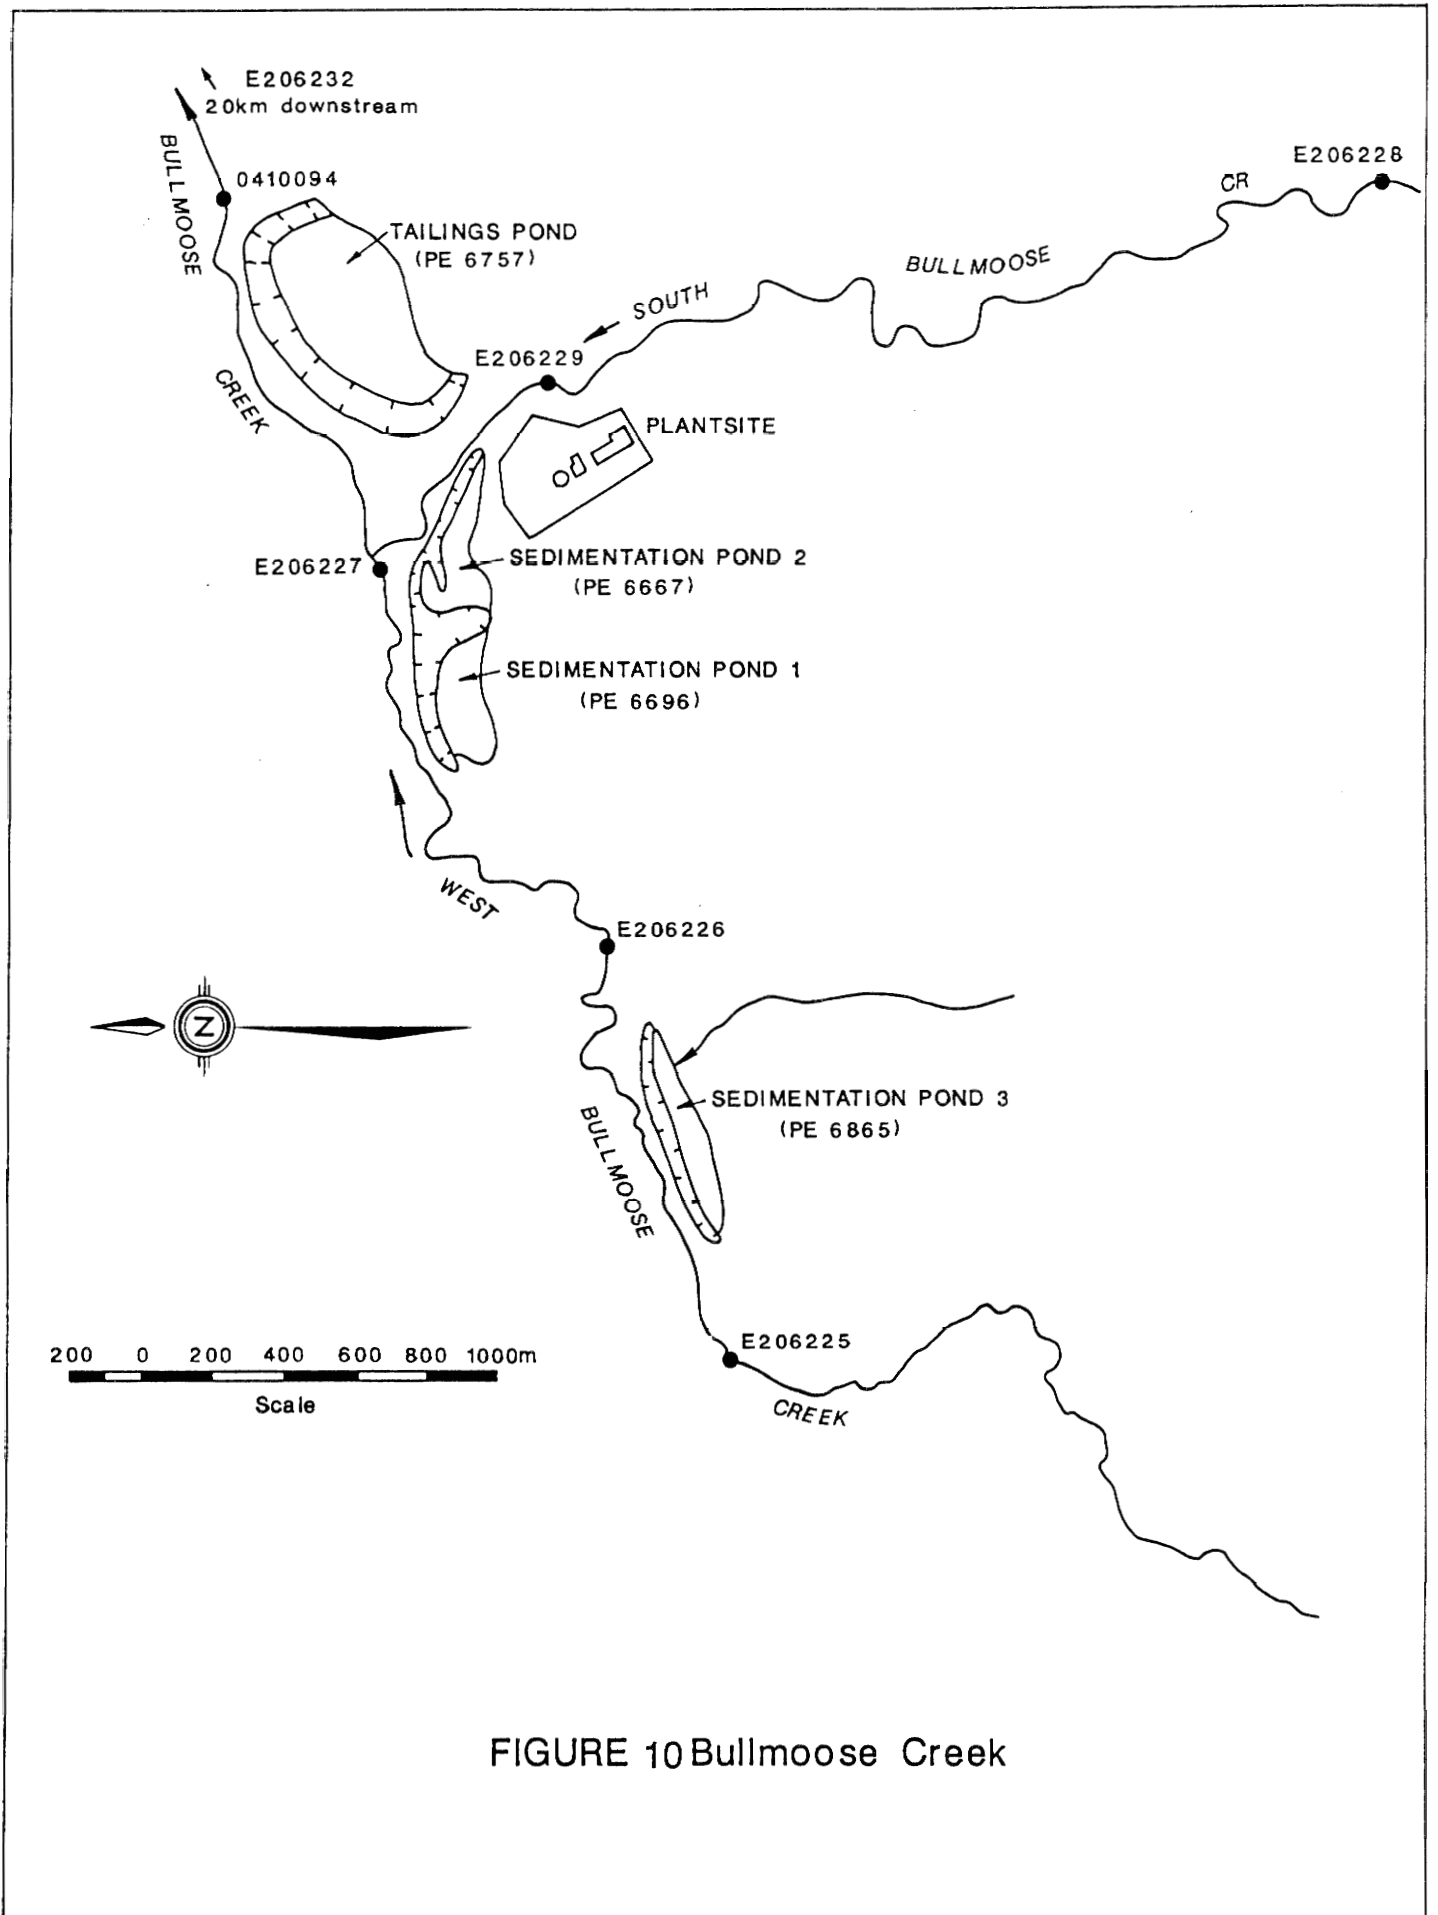 E206232
20km downstream
BULLMOOSE
0410094
E206228
CR
TAILINGS POND
(PE 6757)
BULLMOOSE
SOUTH
E206229
CREEK
PLANTSITE
E206227
SEDIMENTATION POND 2
(PE 6667)
SEDIMENTATION POND 1
(PE 6696)
WEST
E206226
Z
SEDIMENTATION POND 3
(PE 6865)
BULLMOOSE
E206225
CREEK
200 0 200 400 600 800 1000m
Scale
FIGURE 10 Bullmoose Creek